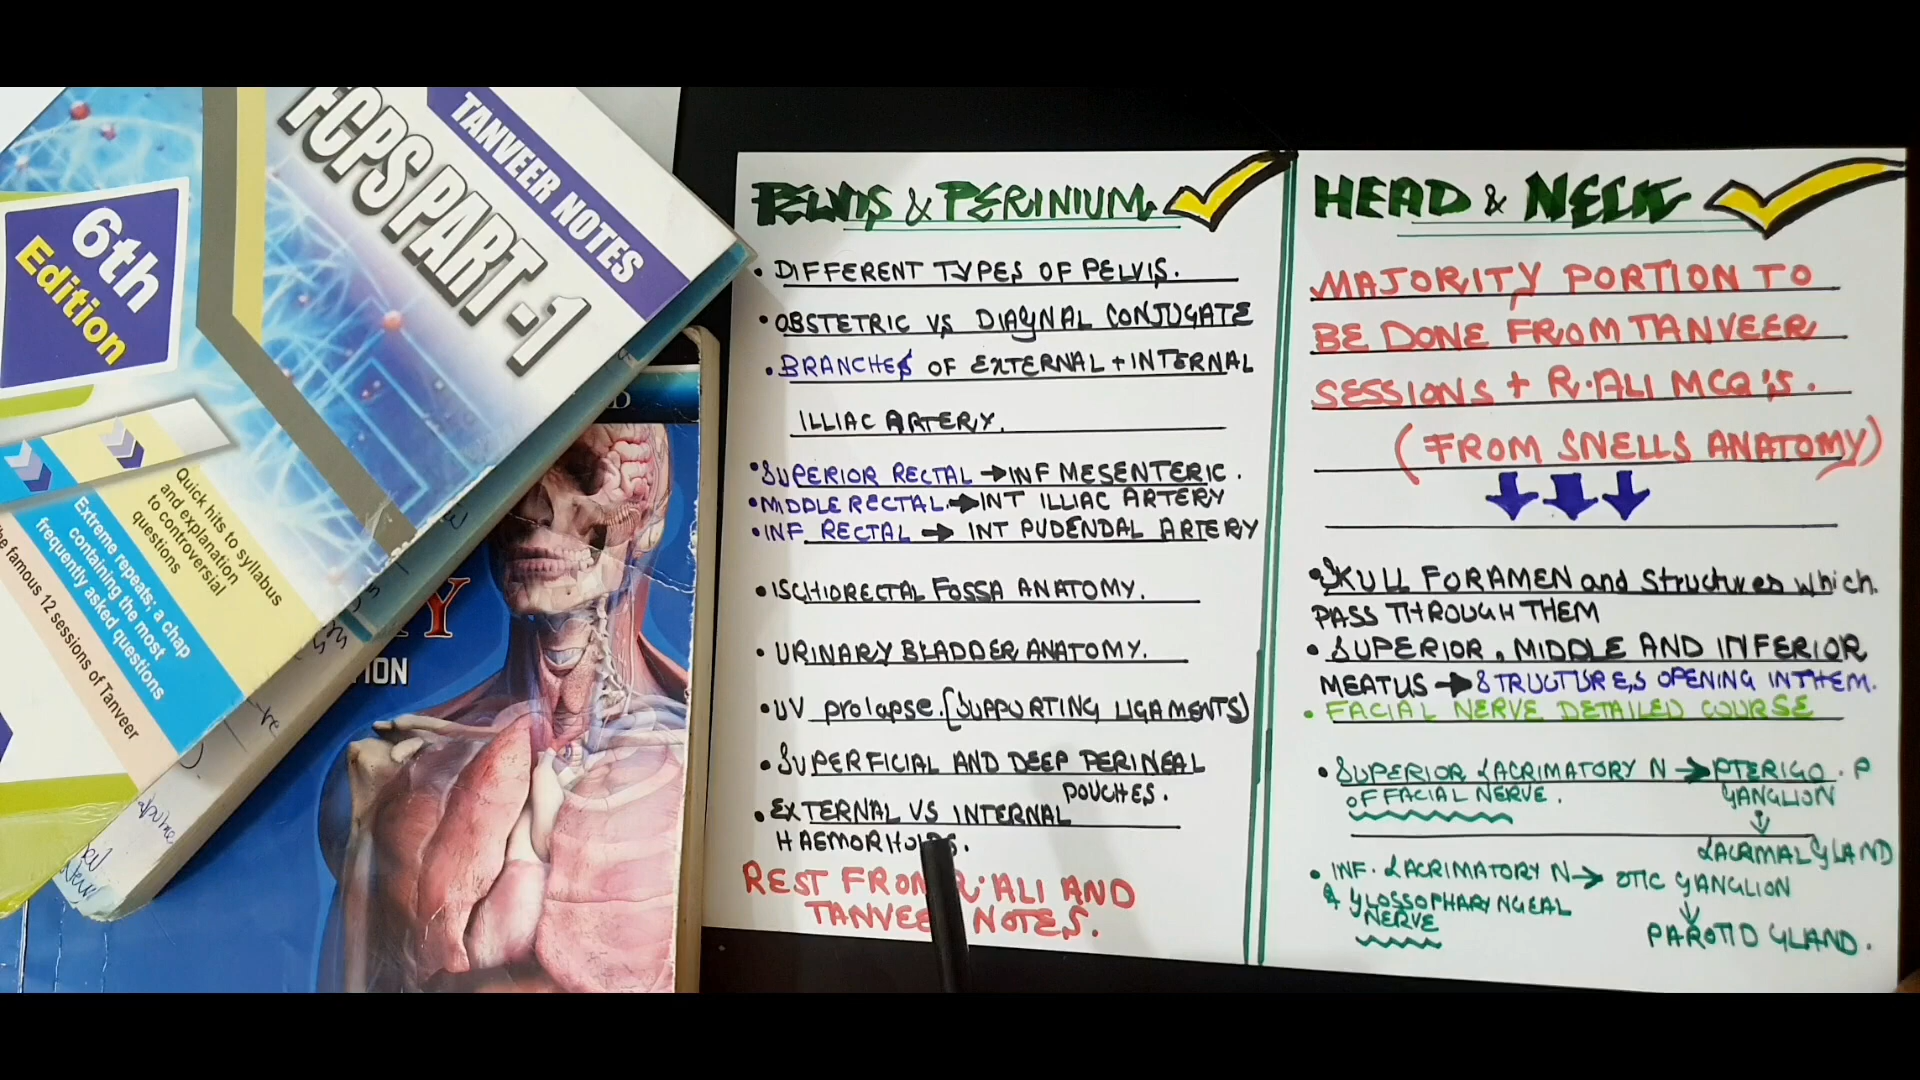 TANVEER NOTES
FCPS PART-1
6th
Edition
Quick hits to syllabus
and explanation
to controversial
questions
Extreme repeats; a chap
containing the most
frequently asked questions
famous 12 sessions of Tanveer
PELVIS & PERINIUM
• DIFFERENT TYPES OF PELVIS.
• OBSTETRIC VS DIAGNAL CONJUGATE
• BRANCHES OF EXTERNAL + INTERNAL
ILLIAC ARTERY.
• SUPERIOR RECTAL → INF MESENTERIC.
• MIDDLE RECTAL. → INT ILLIAC ARTERY
• INF RECTAL → INT PUDENDAL ARTERY
• ISCHIORECTAL FOSSA ANATOMY.
• URINARY BLADDER ANATOMY.
• UV prolapse. (SUPPORTING LIGAMENTS)
• SUPERFICIAL AND DEEP PERINEAL
POUCHES.
• EXTERNAL VS INTERNAL
HAEMORHOIDS.
REST FROM R. ALI AND
TANVEER NOTES.
HEAD & NECK
MAJORITY PORTION TO
BE DONE FROM TANVEER
SESSIONS + R. ALI MCQ'S.
(FROM SNELLS ANATOMY)
• SKULL FORAMEN and structures which
PASS THROUGH THEM
• SUPERIOR, MIDDLE AND INFERIOR
MEATUS → STRUCTURES OPENING IN THEM.
• FACIAL NERVE DETAILED COURSE
• SUPERIOR LACRIMATORY N → PTERIGO. P
OF FACIAL NERVE. GANGLION
↓
LACRMAL GLAND
• INF. LACRIMATORY N → OTIC GANGLION
& GLOSSOPHARYNGEAL ↓
NERVE PAROTID GLAND.